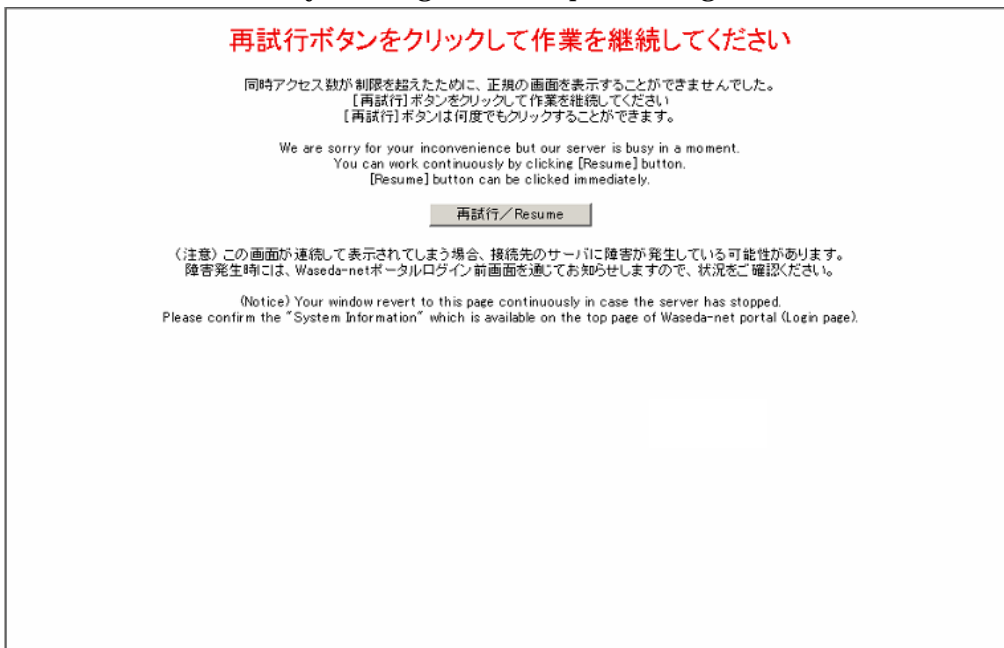 再試行ボタンをクリックして作業を継続してください
同時アクセス数が制限を超えたために、正規の画面を表示することができませんでした。
[再試行]ボタンをクリックして作業を継続してください
[再試行]ボタンは何度でもクリックすることができます。
We are sorry for your inconvenience but our server is busy in a moment.
You can work continuously by clicking [Resume] button.
[Resume] button can be clicked immediately.
再試行／Resume
(注意) この画面が連続して表示されてしまう場合、接続先のサーバに障害が発生している可能性があります。
障害発生時には、Waseda-netポータルログイン前画面を通じてお知らせしますので、状況をご確認ください。
(Notice) Your window revert to this page continuously in case the server has stopped.
Please confirm the "System Information" which is available on the top page of Waseda-net portal (Login page).